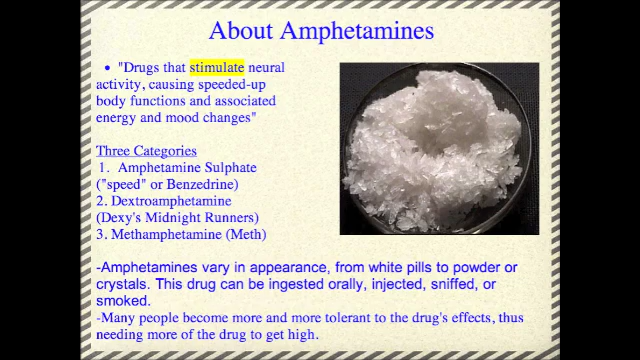 About Amphetamines
• "Drugs that stimulate neural
activity, causing speeded-up
body functions and associated
energy and mood changes"
Three Categories
1. Amphetamine Sulphate
("speed" or Benzedrine)
2. Dextroamphetamine
(Dexy's Midnight Runners)
3. Methamphetamine (Meth)
-Amphetamines vary in appearance, from white pills to powder or
crystals. This drug can be ingested orally, injected, sniffed, or
smoked.
-Many people become more and more tolerant to the drug's effects, thus
needing more of the drug to get high.